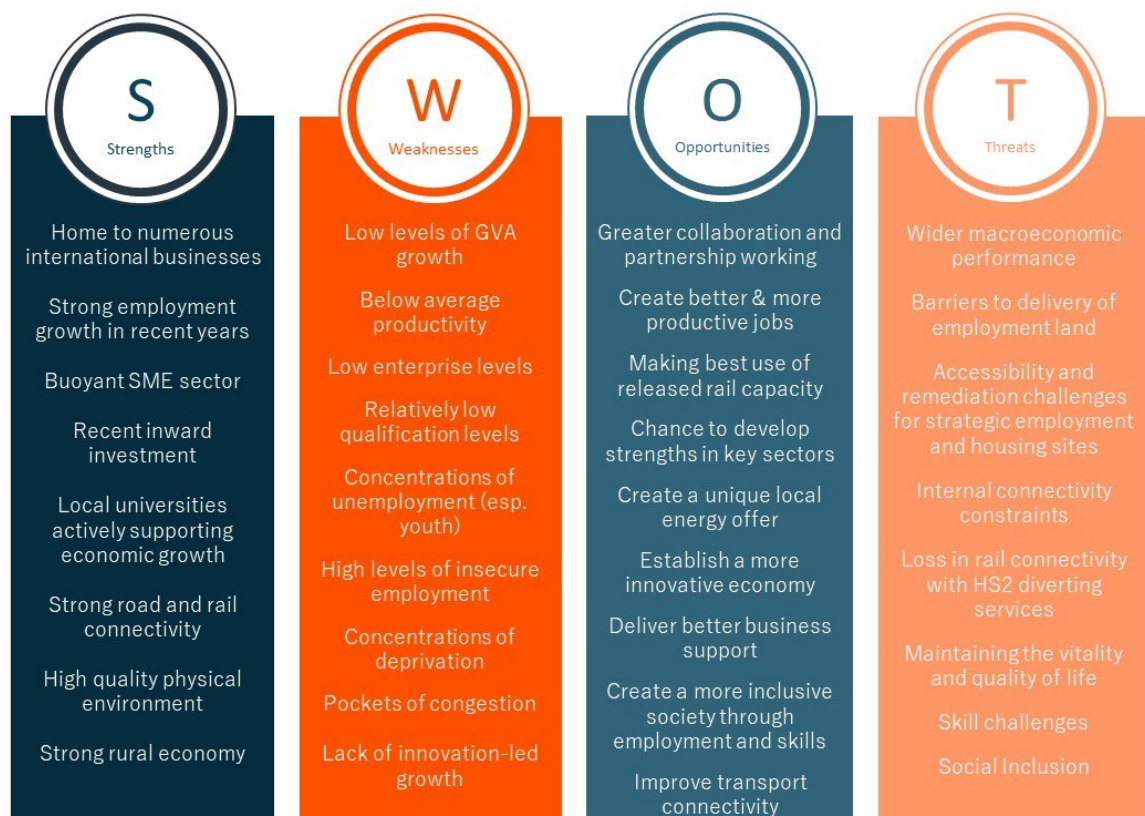 S
Strengths
Home to numerous
international businesses
Strong employment
growth in recent years
Buoyant SME sector
Recent inward
investment
Local universities
actively supporting
economic growth
Strong road and rail
connectivity
High quality physical
environment
Strong rural economy
W
Weaknesses
Low levels of GVA
growth
Below average
productivity
Low enterprise levels
Relatively low
qualification levels
Concentrations of
unemployment (esp.
youth)
High levels of insecure
employment
Concentrations of
deprivation
Pockets of congestion
Lack of innovation-led
growth
O
Opportunities
Greater collaboration and
partnership working
Create better & more
productive jobs
Making best use of
released rail capacity
Chance to develop
strengths in key sectors
Create a unique local
energy offer
Establish a more
innovative economy
Deliver better business
support
Create a more inclusive
society through
employment and skills
Improve transport
connectivity
T
Threats
Wider macroeconomic
performance
Barriers to delivery of
employment land
Accessibility and
remediation challenges
for strategic employment
and housing sites
Internal connectivity
constraints
Loss in rail connectivity
with HS2 diverting
services
Maintaining the vitality
and quality of life
Skill challenges
Social Inclusion